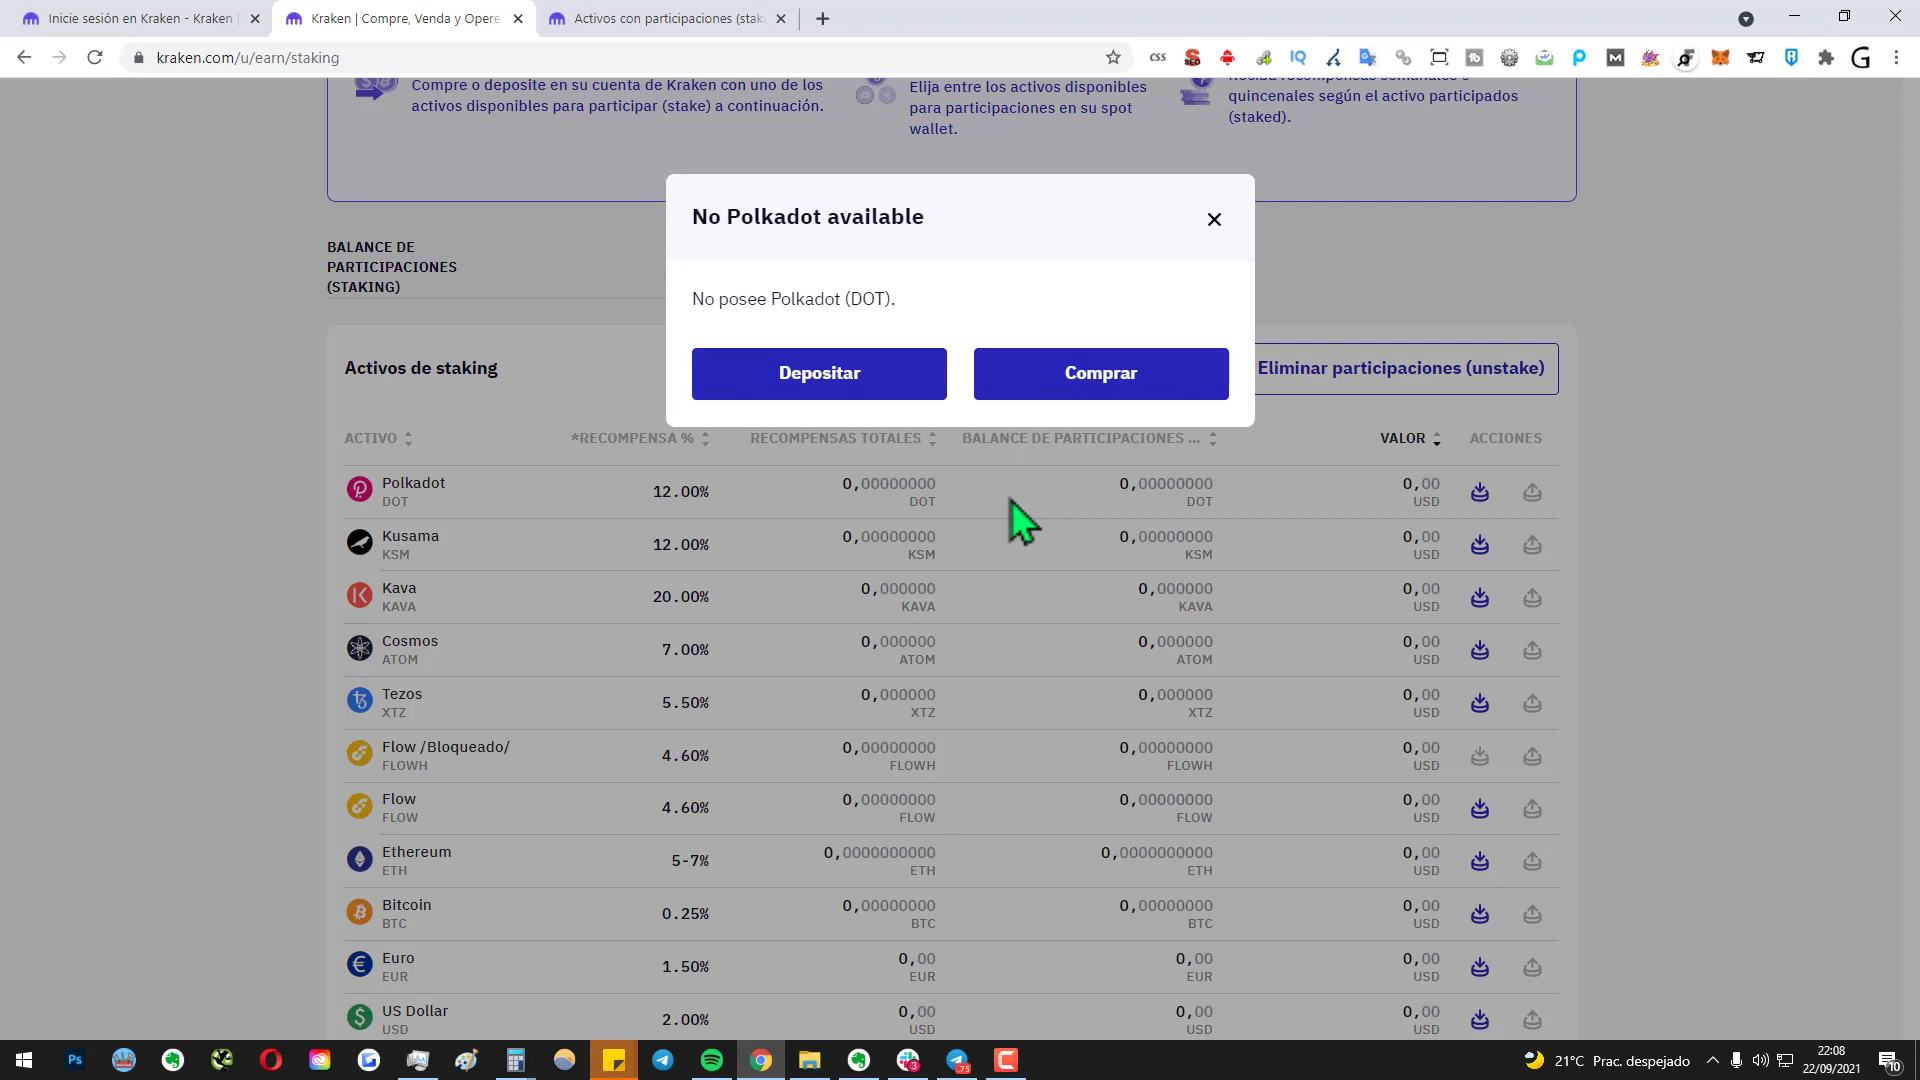 Inicie sesión en Kraken - Kraken
Kraken | Compre, Venda y Opere
Activos con participaciones (stak
kraken.com/u/earn/staking
Compre o deposite en su cuenta de Kraken con uno de los
activos disponibles para participar (stake) a continuación.
Elija entre los activos disponibles
para participaciones en su spot
wallet.
Reciba recompensas semanales o
quincenales según el activo participados
(staked).
No Polkadot available
No posee Polkadot (DOT).
Depositar
Comprar
BALANCE DE
PARTICIPACIONES
(STAKING)
Activos de staking
Eliminar participaciones (unstake)
ACTIVO *RECOMPENSA % RECOMPENSAS TOTALES BALANCE DE PARTICIPACIONES ... VALOR ACCIONES
Polkadot 12.00% 0,00000000 0,00000000 0,00
DOT DOT DOT USD
Kusama 12.00% 0,00000000 0,00000000 0,00
KSM KSM KSM USD
Kava 20.00% 0,000000 0,000000 0,00
KAVA KAVA KAVA USD
Cosmos 7.00% 0,000000 0,000000 0,00
ATOM ATOM ATOM USD
Tezos 5.50% 0,000000 0,000000 0,00
XTZ XTZ XTZ USD
Flow /Bloqueado/ 4.60% 0,00000000 0,00000000 0,00
FLOWH FLOWH FLOWH USD
Flow 4.60% 0,00000000 0,00000000 0,00
FLOW FLOW FLOW USD
Ethereum 5-7% 0,0000000000 0,0000000000 0,00
ETH ETH ETH USD
Bitcoin 0.25% 0,00000000 0,00000000 0,00
BTC BTC BTC USD
Euro 1.50% 0,00 0,00 0,00
EUR EUR EUR USD
US Dollar 2.00% 0,00 0,00 0,00
USD USD USD USD
21°C Prac. despejado
22:08
22/09/2021
10